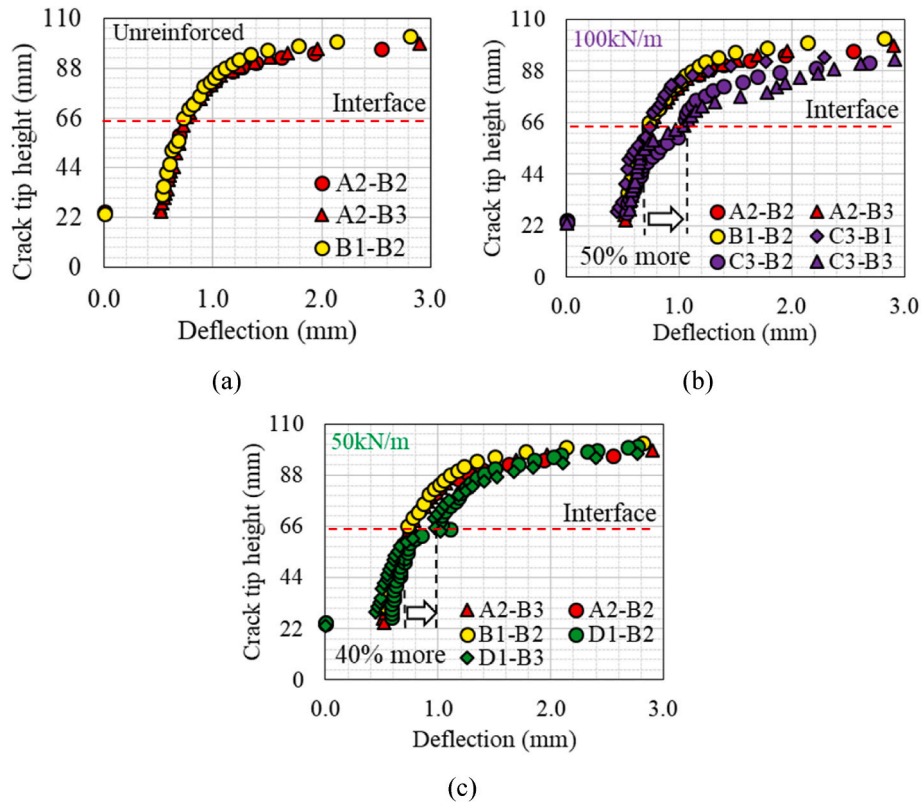 110
88
66
44
22
0
Crack tip height (mm)
Unreinforced
Interface
A2-B2
A2-B3
B1-B2
0.0 1.0 2.0 3.0
Deflection (mm)
(a)
110
88
66
44
22
0
Crack tip height (mm)
100kN/m
Interface
A2-B2 A2-B3
B1-B2 C3-B1
C3-B2 C3-B3
50% more
0.0 1.0 2.0 3.0
Deflection (mm)
(b)
110
88
66
44
22
0
Crack tip height (mm)
50kN/m
Interface
A2-B3 A2-B2
B1-B2 D1-B2
D1-B3
40% more
0.0 1.0 2.0 3.0
Deflection (mm)
(c)